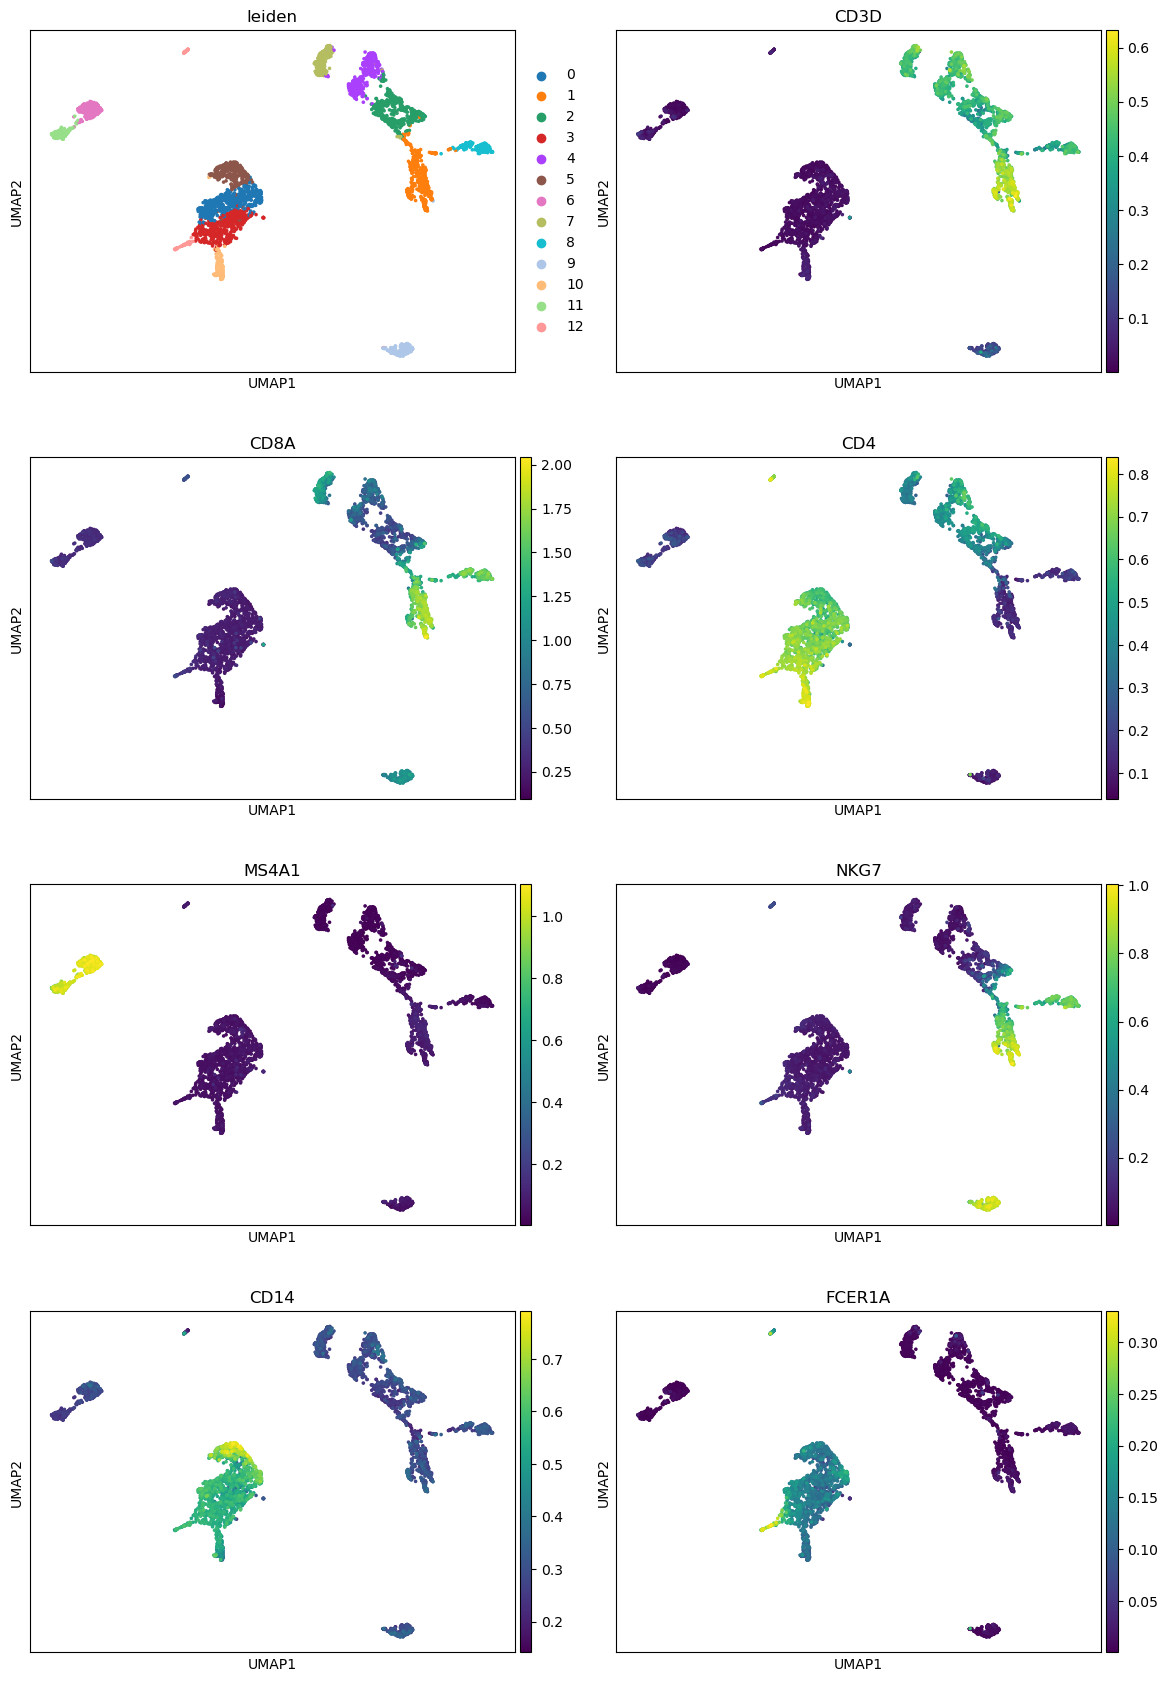 leiden
UMAP2
UMAP1
0
1
2
3
4
5
6
7
8
9
10
11
12
CD3D
UMAP2
UMAP1
0.6
0.5
0.4
0.3
0.2
0.1
CD8A
UMAP2
UMAP1
2.00
1.75
1.50
1.25
1.00
0.75
0.50
0.25
CD4
UMAP2
UMAP1
0.8
0.7
0.6
0.5
0.4
0.3
0.2
0.1
MS4A1
UMAP2
UMAP1
1.0
0.8
0.6
0.4
0.2
NKG7
UMAP2
UMAP1
1.0
0.8
0.6
0.4
0.2
CD14
UMAP2
UMAP1
0.7
0.6
0.5
0.4
0.3
0.2
FCER1A
UMAP2
UMAP1
0.30
0.25
0.20
0.15
0.10
0.05